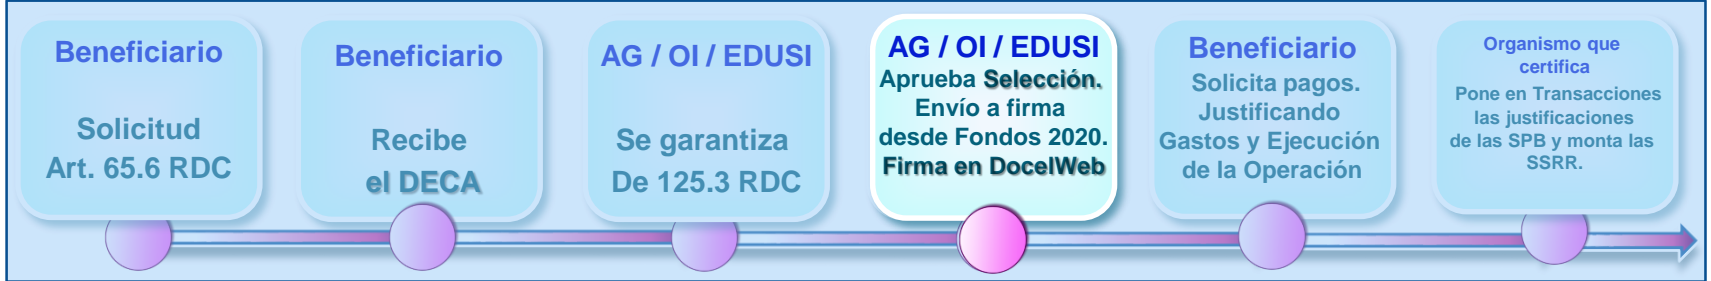 Beneficiario
Solicitud
Art. 65.6 RDC
Beneficiario
Recibe
el DECA
AG / OI / EDUSI
Se garantiza
De 125.3 RDC
AG / OI / EDUSI
Aprueba Selección.
Envío a firma
desde Fondos 2020.
Firma en DocelWeb
Beneficiario
Solicita pagos.
Justificando
Gastos y Ejecución
de la Operación
Organismo que
certifica
Pone en Transacciones
las justificaciones
de las SPB y monta las
SSRR.